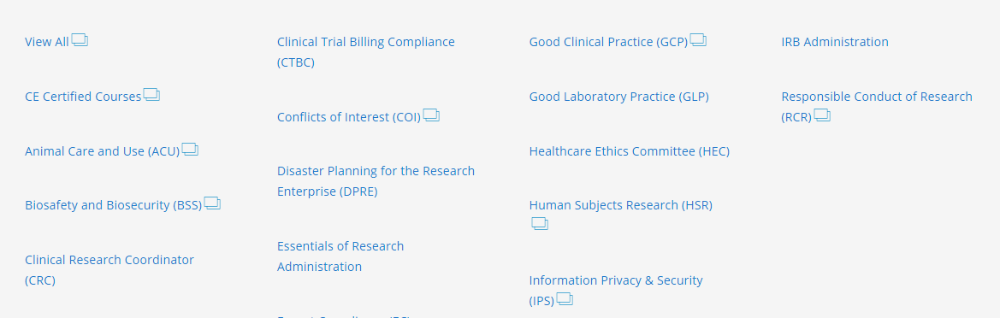 View All
CE Certified Courses
Animal Care and Use (ACU)
Biosafety and Biosecurity (BSS)
Clinical Research Coordinator
(CRC)
Clinical Trial Billing Compliance
(CTBC)
Conflicts of Interest (COI)
Disaster Planning for the Research
Enterprise (DPRE)
Essentials of Research
Administration
Good Clinical Practice (GCP)
Good Laboratory Practice (GLP)
Healthcare Ethics Committee (HEC)
Human Subjects Research (HSR)
Information Privacy & Security
(IPS)
IRB Administration
Responsible Conduct of Research
(RCR)